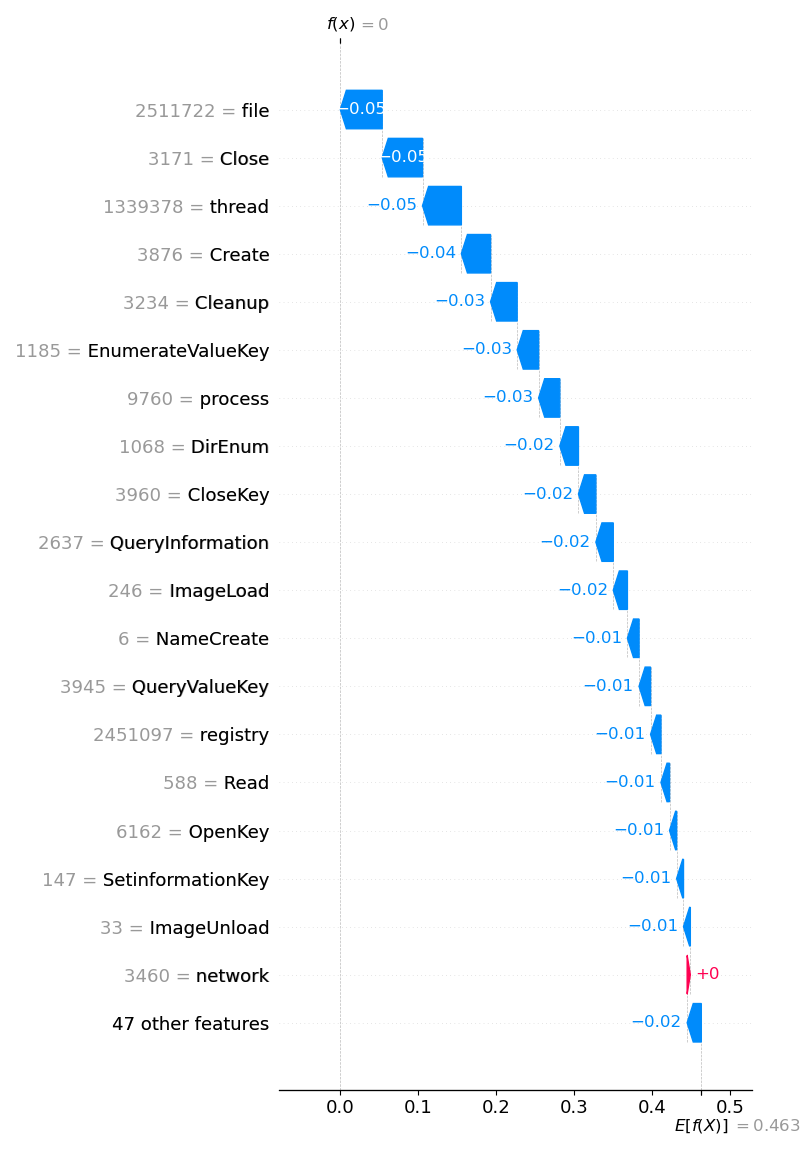 f(x) = 0
2511722 = file −0.05
3171 = Close −0.05
1339378 = thread −0.05
3876 = Create −0.04
3234 = Cleanup −0.03
1185 = EnumerateValueKey −0.03
9760 = process −0.03
1068 = DirEnum −0.02
3960 = CloseKey −0.02
2637 = QueryInformation −0.02
246 = ImageLoad −0.02
6 = NameCreate −0.01
3945 = QueryValueKey −0.01
2451097 = registry −0.01
588 = Read −0.01
6162 = OpenKey −0.01
147 = SetinformationKey −0.01
33 = ImageUnload −0.01
3460 = network +0
47 other features −0.02
0.0 0.1 0.2 0.3 0.4 0.5
E[f(X)] = 0.463